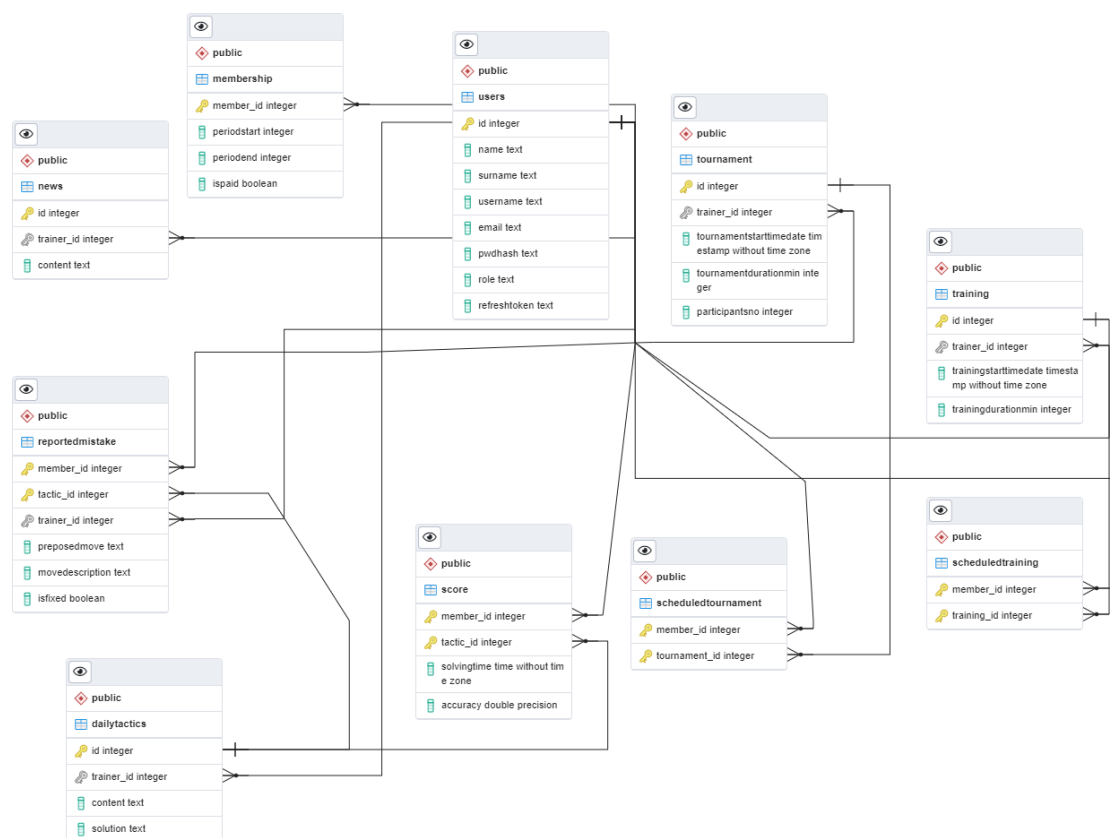 public
membership
member_id integer
periodstart integer
periodend integer
ispaid boolean
public
users
id integer
name text
surname text
username text
email text
pwdhash text
role text
refreshtoken text
public
tournament
id integer
trainer_id integer
tournamentstarttimedate tim
estamp without time zone
tournamentdurationmin inte
ger
participantsno integer
public
news
id integer
trainer_id integer
content text
public
training
id integer
trainer_id integer
trainingstarttimedate timesta
mp without time zone
trainingdurationmin integer
public
reportedmistake
member_id integer
tactic_id integer
trainer_id integer
preposedmove text
movedescription text
isfixed boolean
public
score
member_id integer
tactic_id integer
solvingtime time without tim
e zone
accuracy double precision
public
scheduledtournament
member_id integer
tournament_id integer
public
scheduledtraining
member_id integer
training_id integer
public
dailytactics
id integer
trainer_id integer
content text
solution text